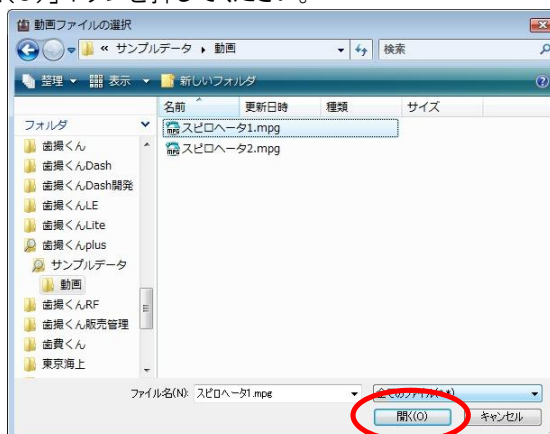 (O)」ボタンを押してください。
動画ファイルの選択
« サンプルデータ 動画
検索
整理 表示 新しいフォルダ
名前 更新日時 種類 サイズ
フォルダ
スピロヘータ1.mpg
スピロヘータ2.mpg
歯撮くん
歯撮くんDash
歯撮くんDash開発
歯撮くんLE
歯撮くんLite
歯撮くんplus
サンプルデータ
動画
歯撮くんRF
歯撮くん販売管理
歯費くん
東京海上
ファイル名(N): スピロヘータ1.mpg
全てのファイル(*.*)
開く(O) キャンセル